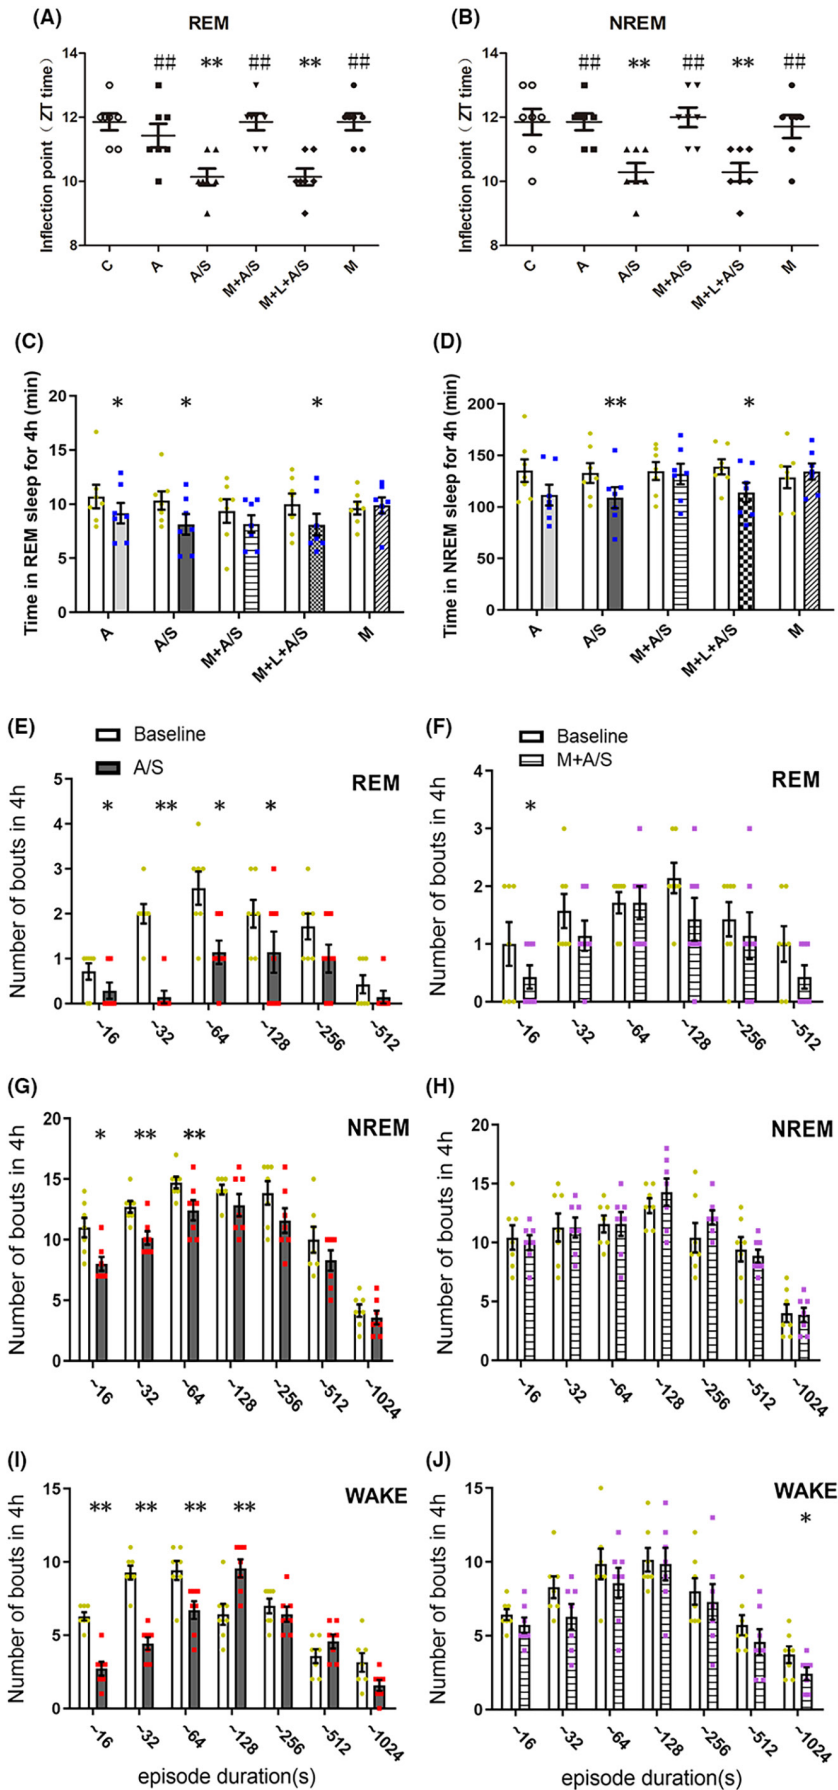 (A) REM
Inflection point ( ZT time)
14
12
10
8
## ** ## ** ##
C A A/S M+A/S M+L+A/S M
(B) NREM
Inflection point ( ZT time)
14
12
10
8
## ** ## ** ##
C A A/S M+A/S M+L+A/S M
(C)
Time in REM sleep for 4h (min)
20
15
10
5
0
* * *
A A/S M+A/S M+L+A/S M
(D)
Time in NREM sleep for 4h (min)
200
150
100
50
0
** *
A A/S M+A/S M+L+A/S M
(E)
Baseline
A/S
REM
Number of bouts in 4h
5
4
3
2
1
0
* ** * *
~16 ~32 ~64 ~128 ~256 ~512
(F)
Baseline
M+A/S
REM
Number of bouts in 4h
4
3
2
1
0
*
~16 ~32 ~64 ~128 ~256 ~512
(G)
NREM
Number of bouts in 4h
20
15
10
5
0
* ** **
~16 ~32 ~64 ~128 ~256 ~512 ~1024
(H)
NREM
Number of bouts in 4h
20
15
10
5
0
~16 ~32 ~64 ~128 ~256 ~512 ~1024
(I)
WAKE
Number of bouts in 4h
15
10
5
0
** ** ** **
~16 ~32 ~64 ~128 ~256 ~512 ~1024
episode duration(s)
(J)
WAKE
*
Number of bouts in 4h
15
10
5
0
~16 ~32 ~64 ~128 ~256 ~512 ~1024
episode duration(s)